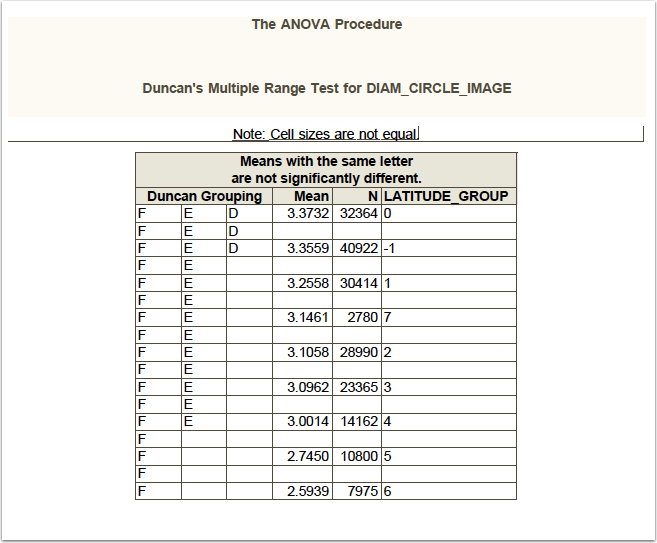 The ANOVA Procedure
Duncan's Multiple Range Test for DIAM_CIRCLE_IMAGE
Note: Cell sizes are not equal.
Means with the same letter
are not significantly different.
Duncan Grouping Mean N LATITUDE_GROUP
F E D 3.3732 32364 0
F E D
F E D 3.3559 40922 -1
F E
F E 3.2558 30414 1
F E
F E 3.1461 2780 7
F E
F E 3.1058 28990 2
F E
F E 3.0962 23365 3
F E
F E 3.0014 14162 4
F
F 2.7450 10800 5
F
F 2.5939 7975 6